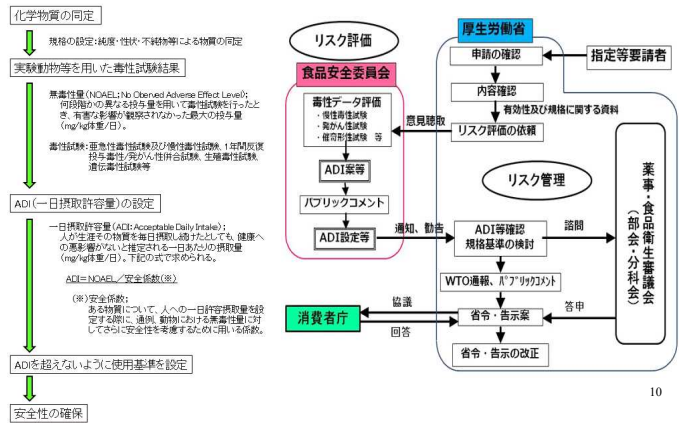 化学物質の同定
規格の設定：純度・性状・不純物等による物質の同定
実験動物等を用いた毒性試験結果
無毒性量（NOAEL；No Oberved Adverse Effect Level）；
何段階かの異なる投与量を用いて毒性試験を行ったと
き、有害な影響が観察されなかった最大の投与量
（mg/kg体重/日）。
毒性試験：亜急性毒性試験及び慢性毒性試験、1年間反復
投与毒性/発がん性併合試験、生殖毒性試験、
遺伝毒性試験等
ADI（一日摂取許容量）の設定
一日摂取許容量（ADI：Acceptable Daily Intake）；
人が生涯その物質を毎日摂取し続けたとしても、健康へ
の悪影響がないと推定される一日あたりの摂取量
（mg/kg体重/日）。下記の式で求められる。
ADI＝NOAEL／安全係数（※）
（※）安全係数；
ある物質について、人への一日許容摂取量を設
定する際に、通例、動物における無毒性量に対
してさらに安全性を考慮するために用いる係数。
ADIを超えないように使用基準を設定
安全性の確保
リスク評価
食品安全委員会
毒性データ評価
・慢性毒性試験
・発がん性試験
・催奇形性試験 等
ADI案等
パブリックコメント
ADI設定等
意見聴取
通知、勧告
厚生労働省
申請の確認
指定等要請者
内容確認
有効性及び規格に関する資料
リスク評価の依頼
リスク管理
ADI等確認
規格基準の検討
諮問
WTO通報、パブリックコメント
省令・告示案
答申
省令・告示の改正
協議
消費者庁
回答
薬事・食品衛生審議会
（部会・分科会）
10